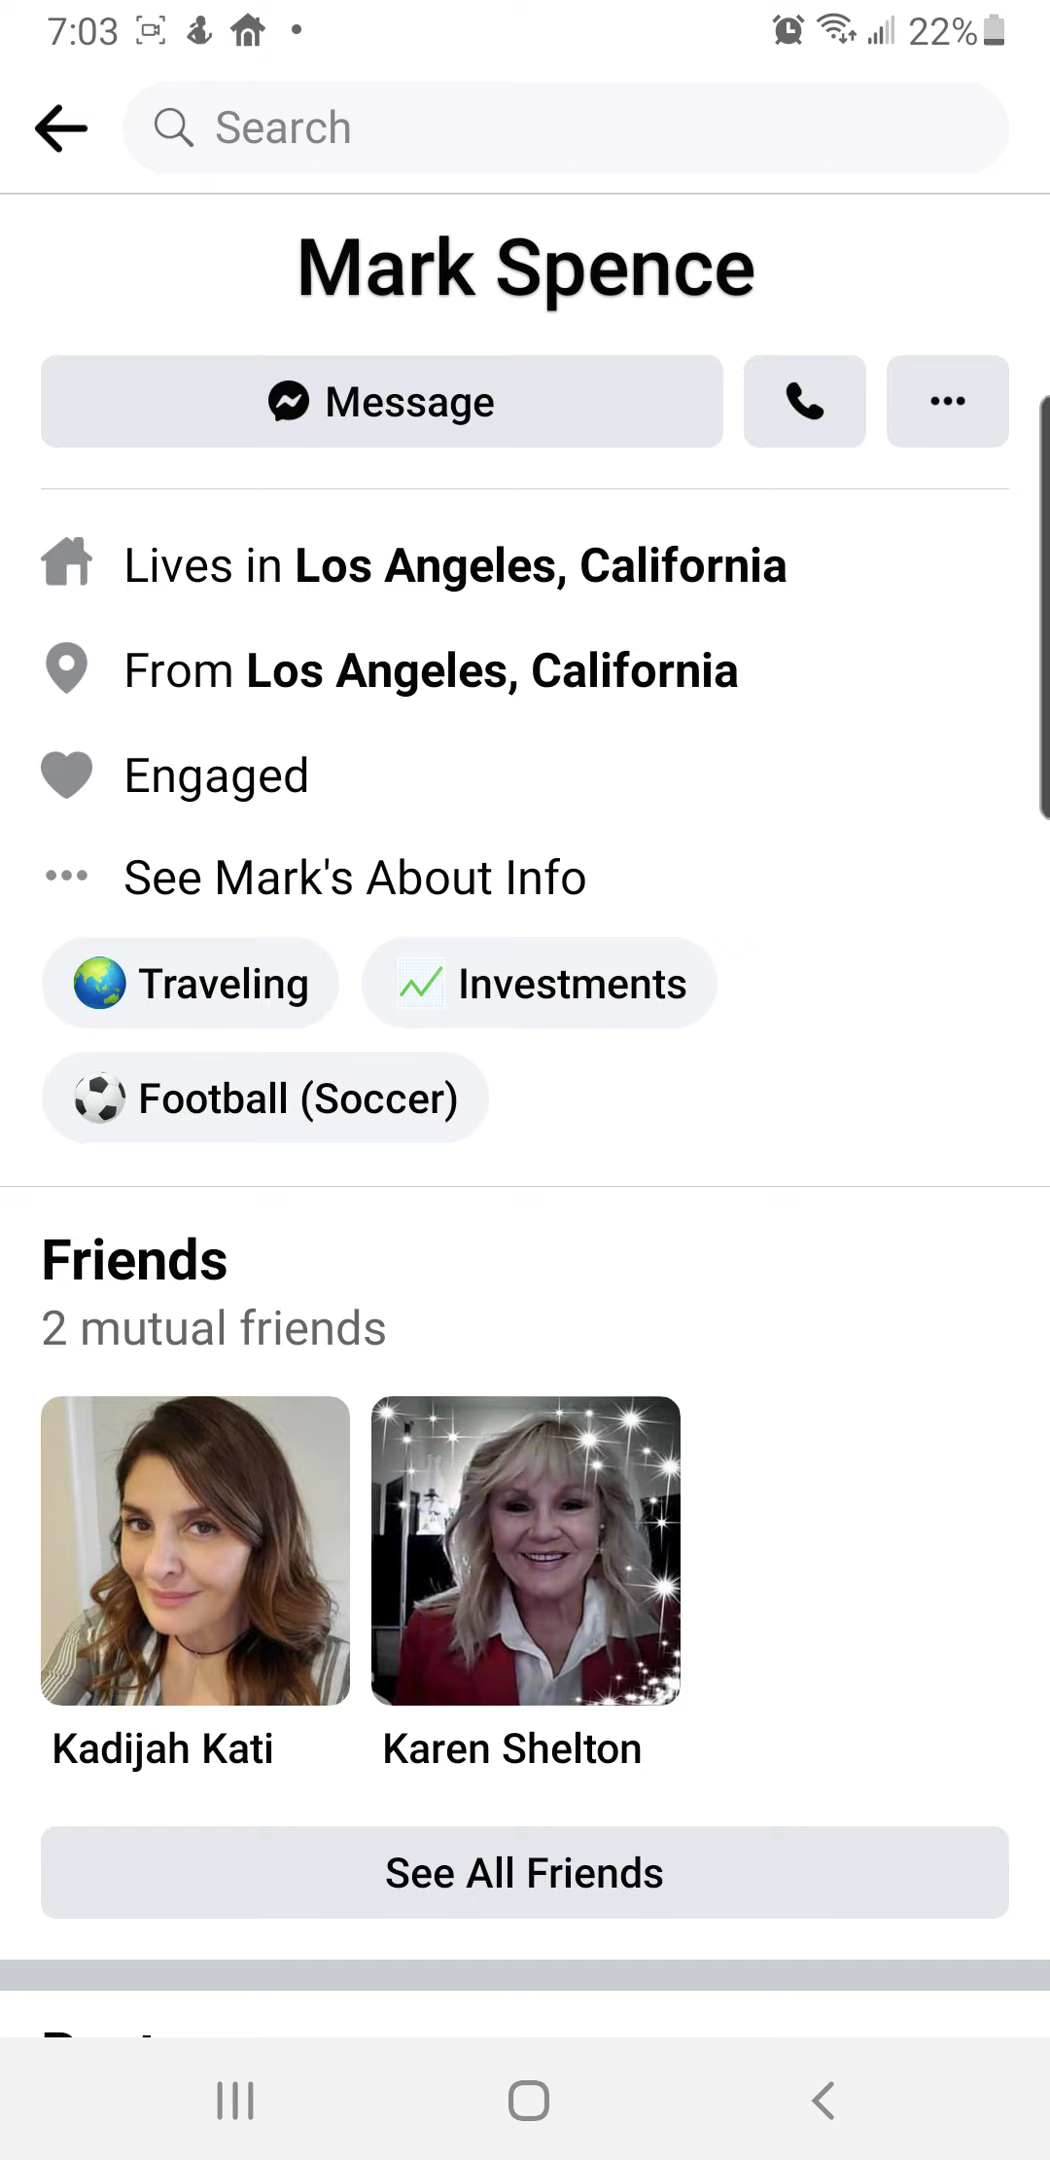 7:03
22%
Search
Mark Spence
Message
Lives in Los Angeles, California
From Los Angeles, California
Engaged
See Mark's About Info
Traveling
Investments
Football (Soccer)
Friends
2 mutual friends
Kadijah Kati
Karen Shelton
See All Friends